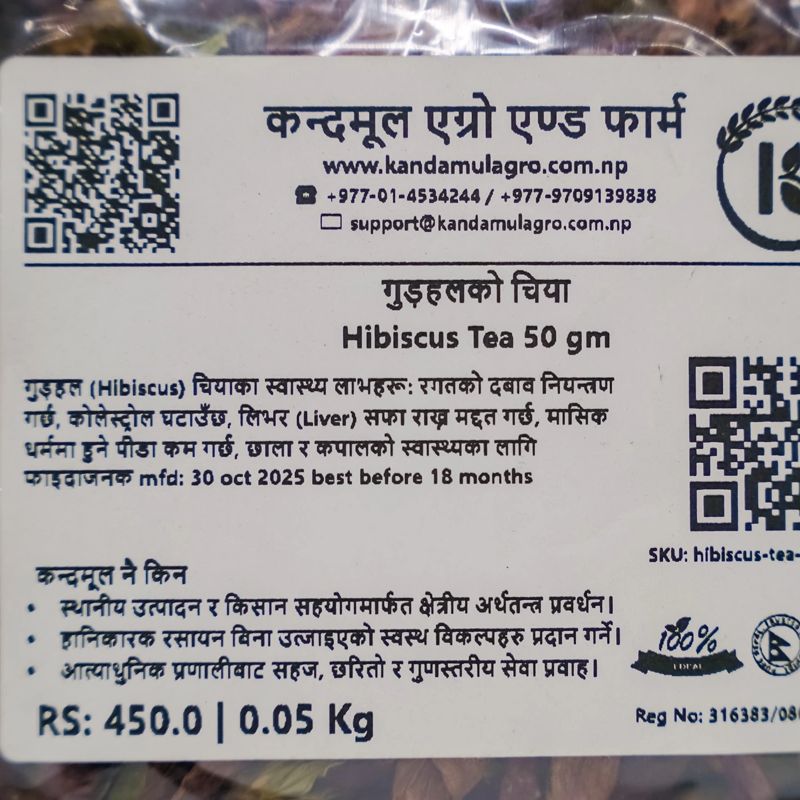 कन्दमूल एग्रो एण्ड फार्म
www.kandamulagro.com.np
+977-01-4534244 / +977-9709139838
support@kandamulagro.com.np
गुड़हलको चिया
Hibiscus Tea 50 gm
गुड़हल (Hibiscus) चियाका स्वास्थ्य लाभहरू: रगतको दबाव नियन्त्रण
गर्छ, कोलेस्ट्रोल घटाउँछ, लिभर (Liver) सफा राख्न मद्दत गर्छ, मासिक
धर्ममा हुने पीडा कम गर्छ, छाला र कपालको स्वास्थ्यका लागि
फाइदाजनक mfd: 30 oct 2025 best before 18 months
SKU: hibiscus-tea-
कन्दमूल नै किन
• स्थानीय उत्पादन र किसान सहयोगमार्फत क्षेत्रीय अर्थतन्त्र प्रवर्धन।
• हानिकारक रसायन बिना उत्जाइएको स्वस्थ विकल्पहरु प्रदान गर्ने।
• आत्याधुनिक प्रणालीबाट सहज, छरितो र गुणस्तरीय सेवा प्रवाह।
100%
RS: 450.0 | 0.05 Kg
Reg No: 316383/080